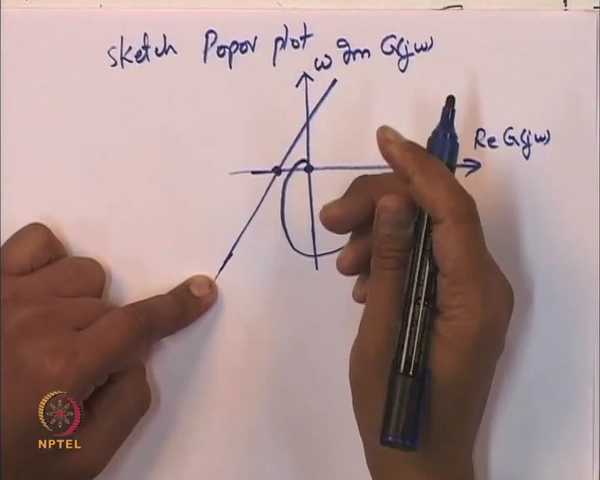 sketch Popov plot
ω Im G(jω)
Re G(jω)
NPTEL